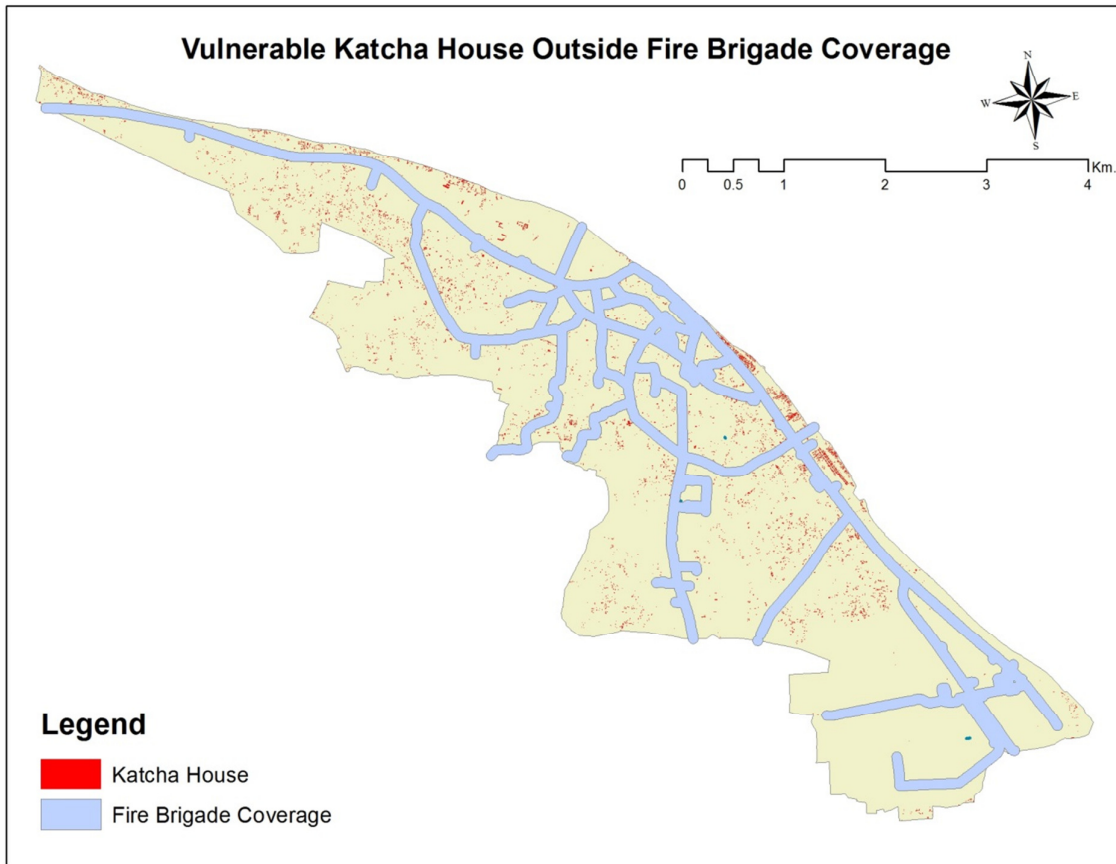 Vulnerable Katcha House Outside Fire Brigade Coverage
N
W E
S
Km.
0 0.5 1 2 3 4
Legend
Katcha House
Fire Brigade Coverage